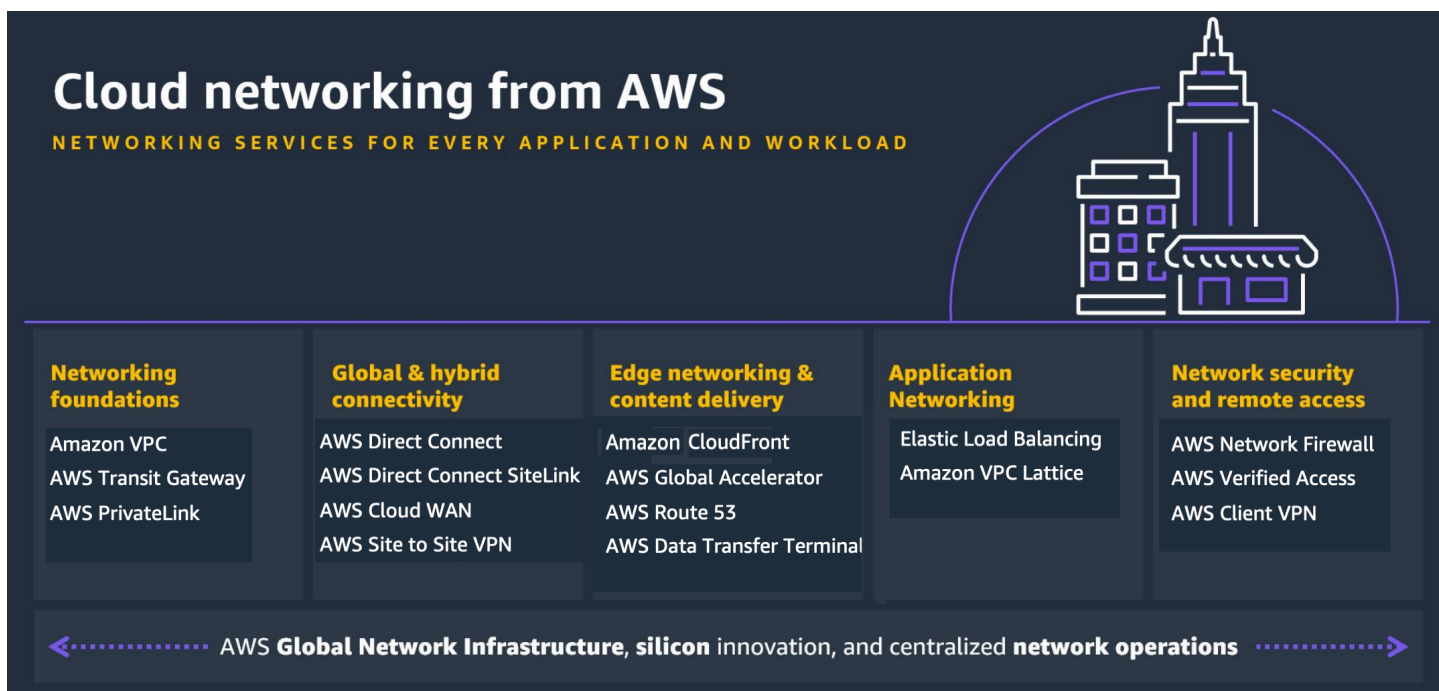 Cloud networking from AWS
NETWORKING SERVICES FOR EVERY APPLICATION AND WORKLOAD
Networking
foundations
Amazon VPC
AWS Transit Gateway
AWS PrivateLink
Global & hybrid
connectivity
AWS Direct Connect
AWS Direct Connect SiteLink
AWS Cloud WAN
AWS Site to Site VPN
Edge networking &
content delivery
Amazon CloudFront
AWS Global Accelerator
AWS Route 53
AWS Data Transfer Terminal
Application
Networking
Elastic Load Balancing
Amazon VPC Lattice
Network security
and remote access
AWS Network Firewall
AWS Verified Access
AWS Client VPN
AWS Global Network Infrastructure, silicon innovation, and centralized network operations